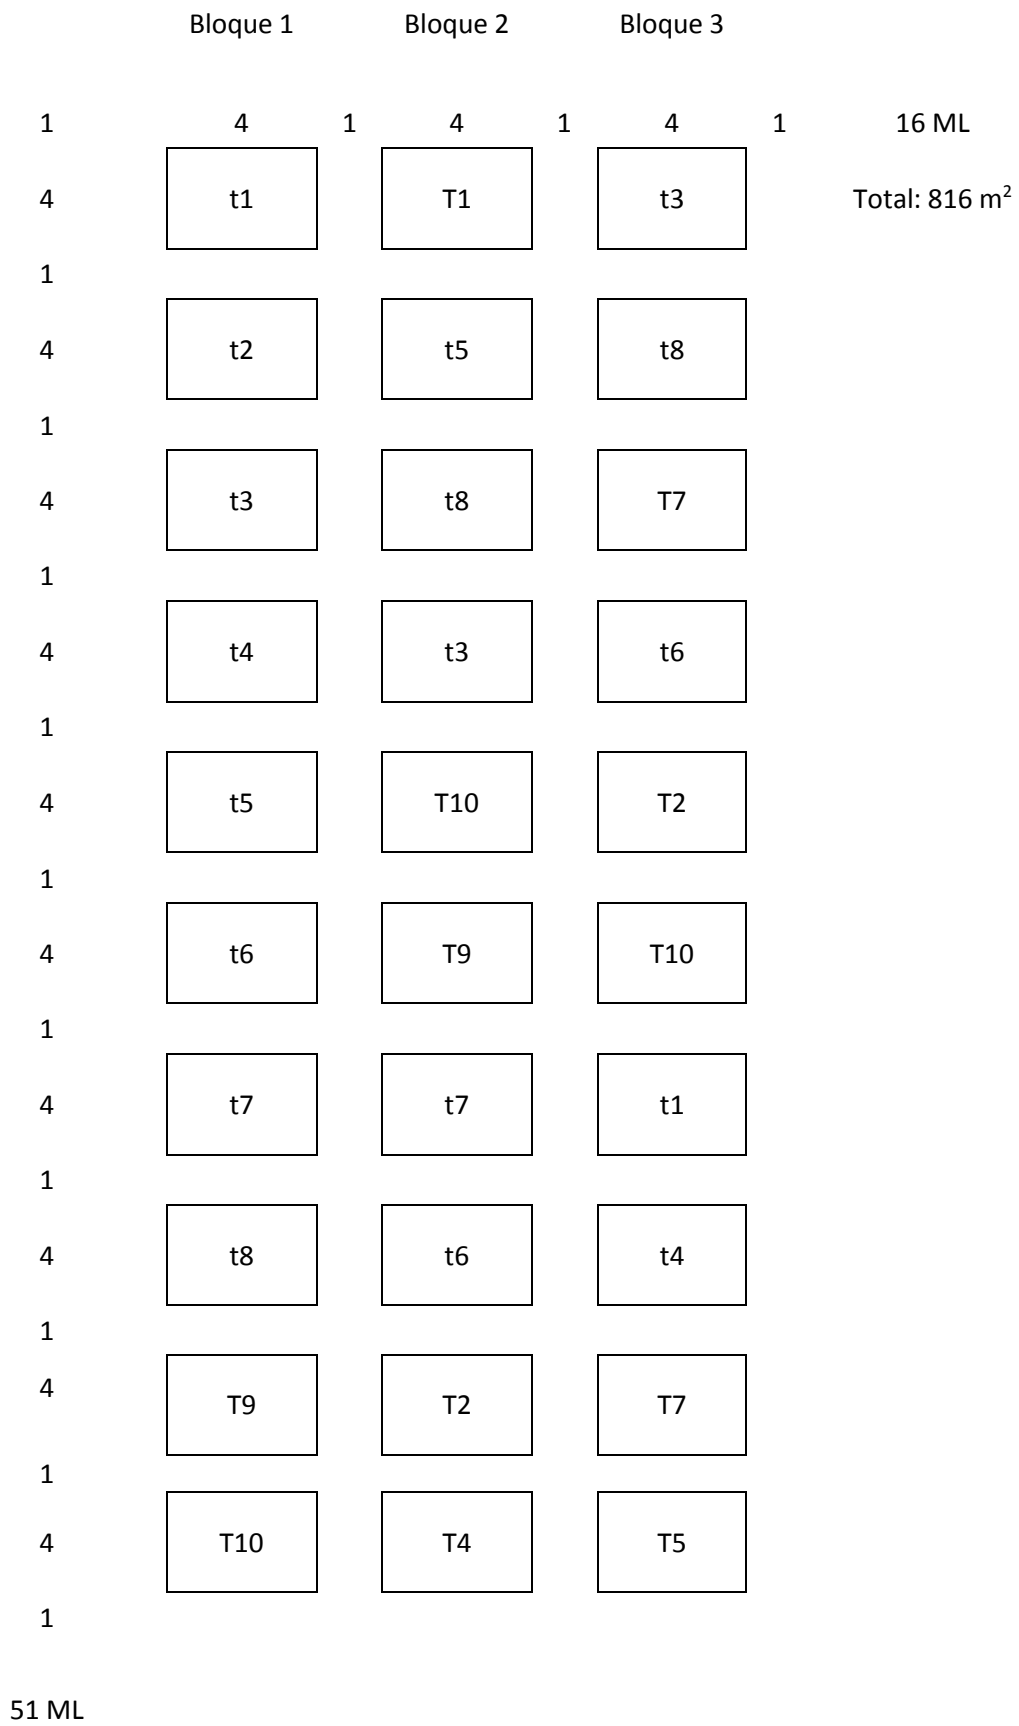 Bloque 1 Bloque 2 Bloque 3
1 4 1 4 1 4 1 16 ML
4 t1 T1 t3 Total: 816 m²
1
4 t2 t5 t8
1
4 t3 t8 T7
1
4 t4 t3 t6
1
4 t5 T10 T2
1
4 t6 T9 T10
1
4 t7 t7 t1
1
4 t8 t6 t4
1
4 T9 T2 T7
1
4 T10 T4 T5
1
51 ML